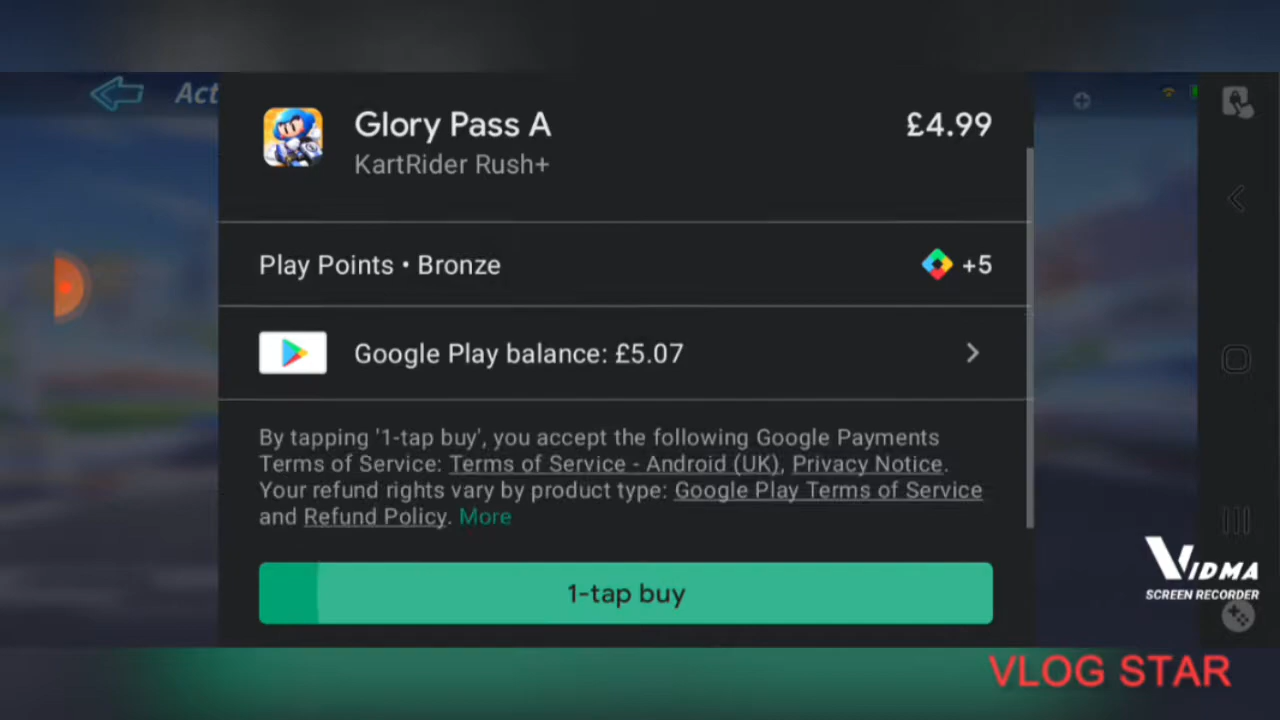 Act
Glory Pass A
£4.99
KartRider Rush+
Play Points • Bronze
+5
Google Play balance: £5.07
By tapping '1-tap buy', you accept the following Google Payments
Terms of Service: Terms of Service - Android (UK), Privacy Notice.
Your refund rights vary by product type: Google Play Terms of Service
and Refund Policy. More
1-tap buy
VIDMA
SCREEN RECORDER
VLOG STAR